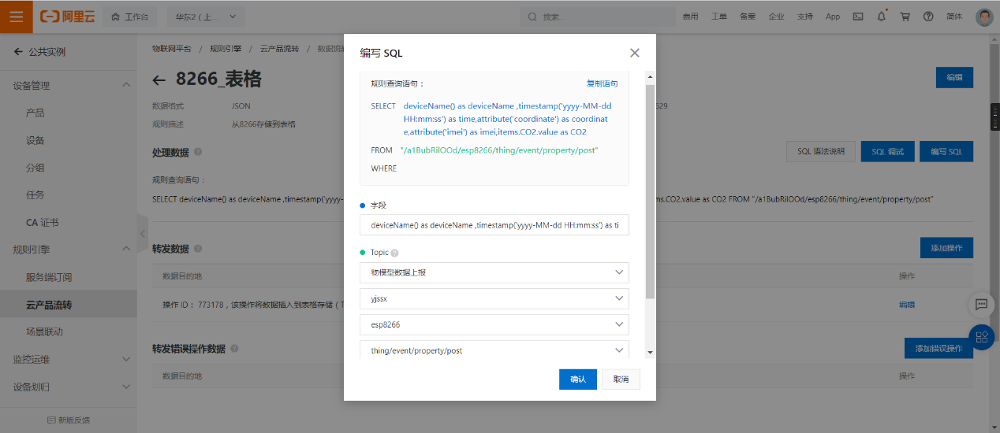 阿里云 工作台 华东2（上... 搜索... 费用 工单 备案 企业 支持 App 简体
公共实例
设备管理
产品
设备
分组
任务
CA 证书
规则引擎
服务端订阅
云产品流转
场景联动
监控运维
设备划归
新版反馈
物联网平台 / 规则引擎 / 云产品流转 / 数据流
8266_表格
编辑
数据格式 JSON
629
规则描述 从8266存储到表格
处理数据
SQL 语法说明 SQL 调试 编写 SQL
规则查询语句：
SELECT deviceName() as deviceName ,timestamp('yyyy-
ms.CO2.value as CO2 FROM "/a1BubRilOOd/esp8266/thing/event/property/post"
转发数据
添加操作
数据目的地 操作
操作 ID： 773178，该操作将数据插入到表格存储（T
编辑
转发错误操作数据
添加错误操作
数据目的地 操作
编写 SQL
规则查询语句： 复制语句
SELECT deviceName() as deviceName ,timestamp('yyyy-MM-dd
HH:mm:ss') as time,attribute('coordinate') as coordinat
e,attribute('imei') as imei,items.CO2.value as CO2
FROM "/a1BubRilOOd/esp8266/thing/event/property/post"
WHERE
字段
deviceName() as deviceName ,timestamp('yyyy-MM-dd HH:mm:ss') as ti
Topic
物模型数据上报
yjssx
esp8266
thing/event/property/post
确认 取消